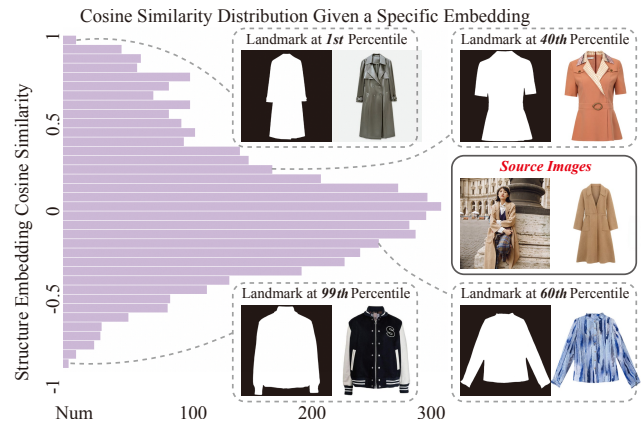 Cosine Similarity Distribution Given a Specific Embedding
Structure Embedding Cosine Similarity
1
0.5
0
-0.5
-1
Num
100
200
300
Landmark at 1st Percentile
Landmark at 40th Percentile
Source Images
Landmark at 99th Percentile
S
Landmark at 60th Percentile